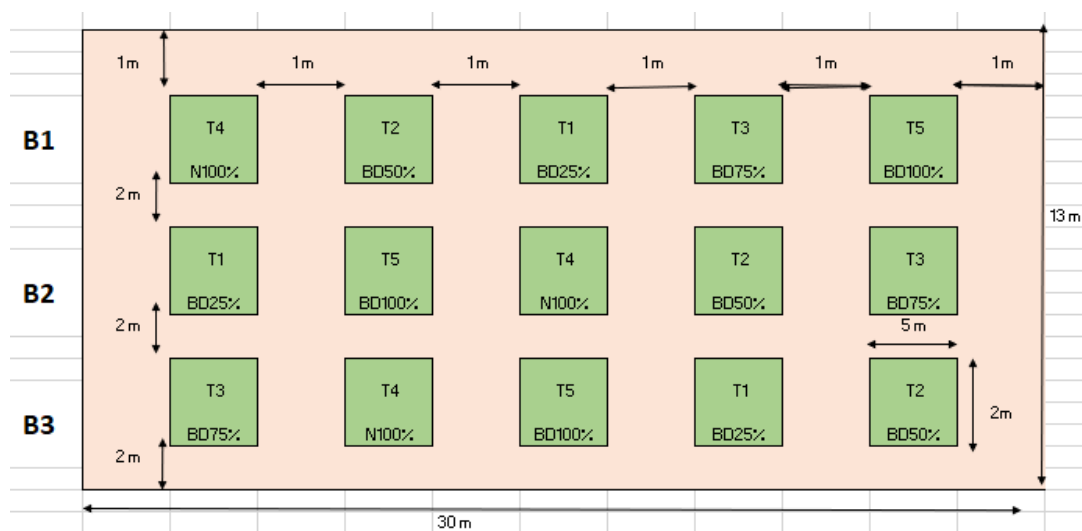 1m
1m
1m
1m
1m
1m
B1
T4
T2
T1
T3
T5
N100%
BD50%
BD25%
BD75%
BD100%
2m
13m
B2
T1
T5
T4
T2
T3
BD25%
BD100%
N100%
BD50%
BD75%
2m
5m
B3
T3
T4
T5
T1
T2
BD75%
N100%
BD100%
BD25%
BD50%
2m
2m
30m